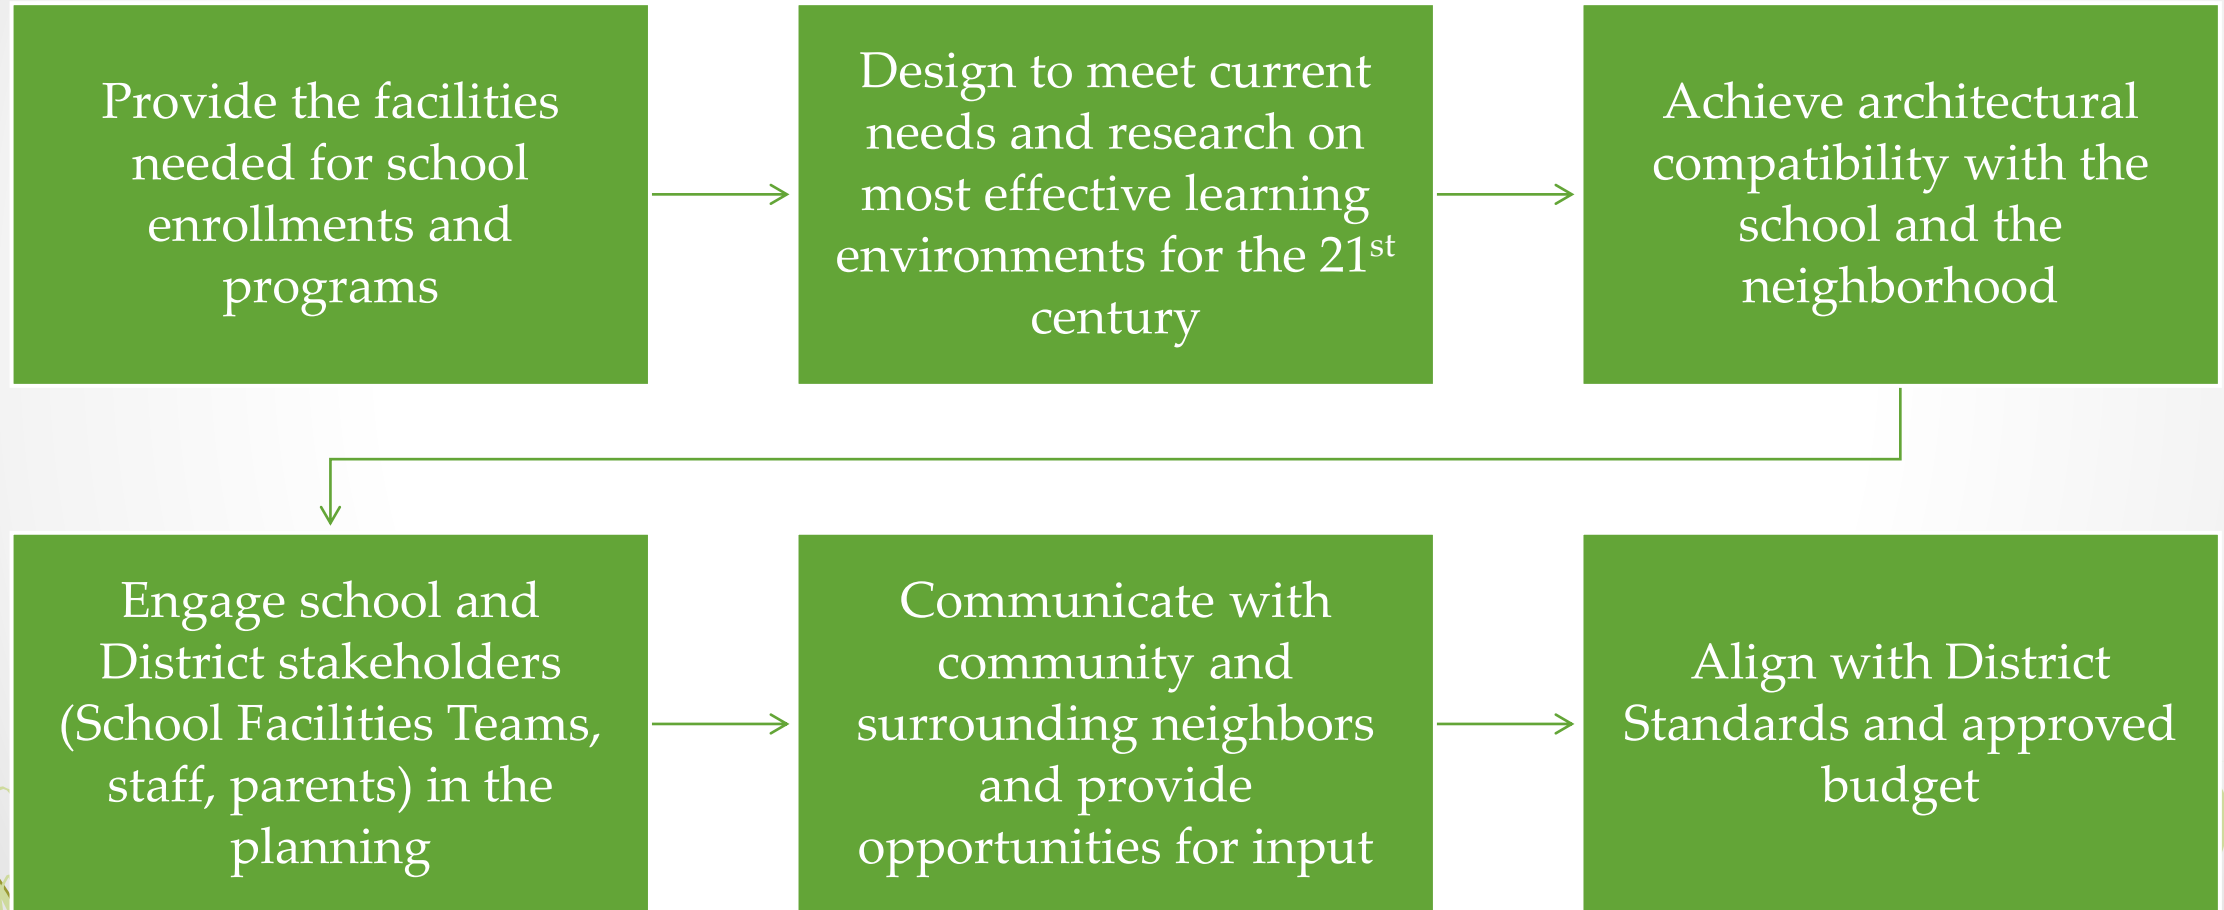 Provide the facilities
needed for school
enrollments and
programs
Design to meet current
needs and research on
most effective learning
environments for the 21st
century
Achieve architectural
compatibility with the
school and the
neighborhood
Engage school and
District stakeholders
(School Facilities Teams,
staff, parents) in the
planning
Communicate with
community and
surrounding neighbors
and provide
opportunities for input
Align with District
Standards and approved
budget